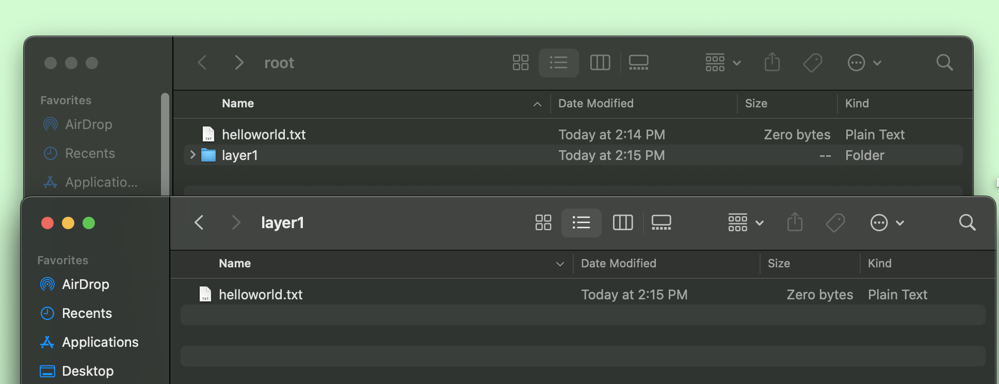 root
Favorites
Name Date Modified Size Kind
AirDrop
helloworld.txt Today at 2:14 PM Zero bytes Plain Text
Recents
layer1 Today at 2:15 PM -- Folder
Applicatio...
layer1
Favorites
Name Date Modified Size Kind
AirDrop
helloworld.txt Today at 2:15 PM Zero bytes Plain Text
Recents
Applications
Desktop